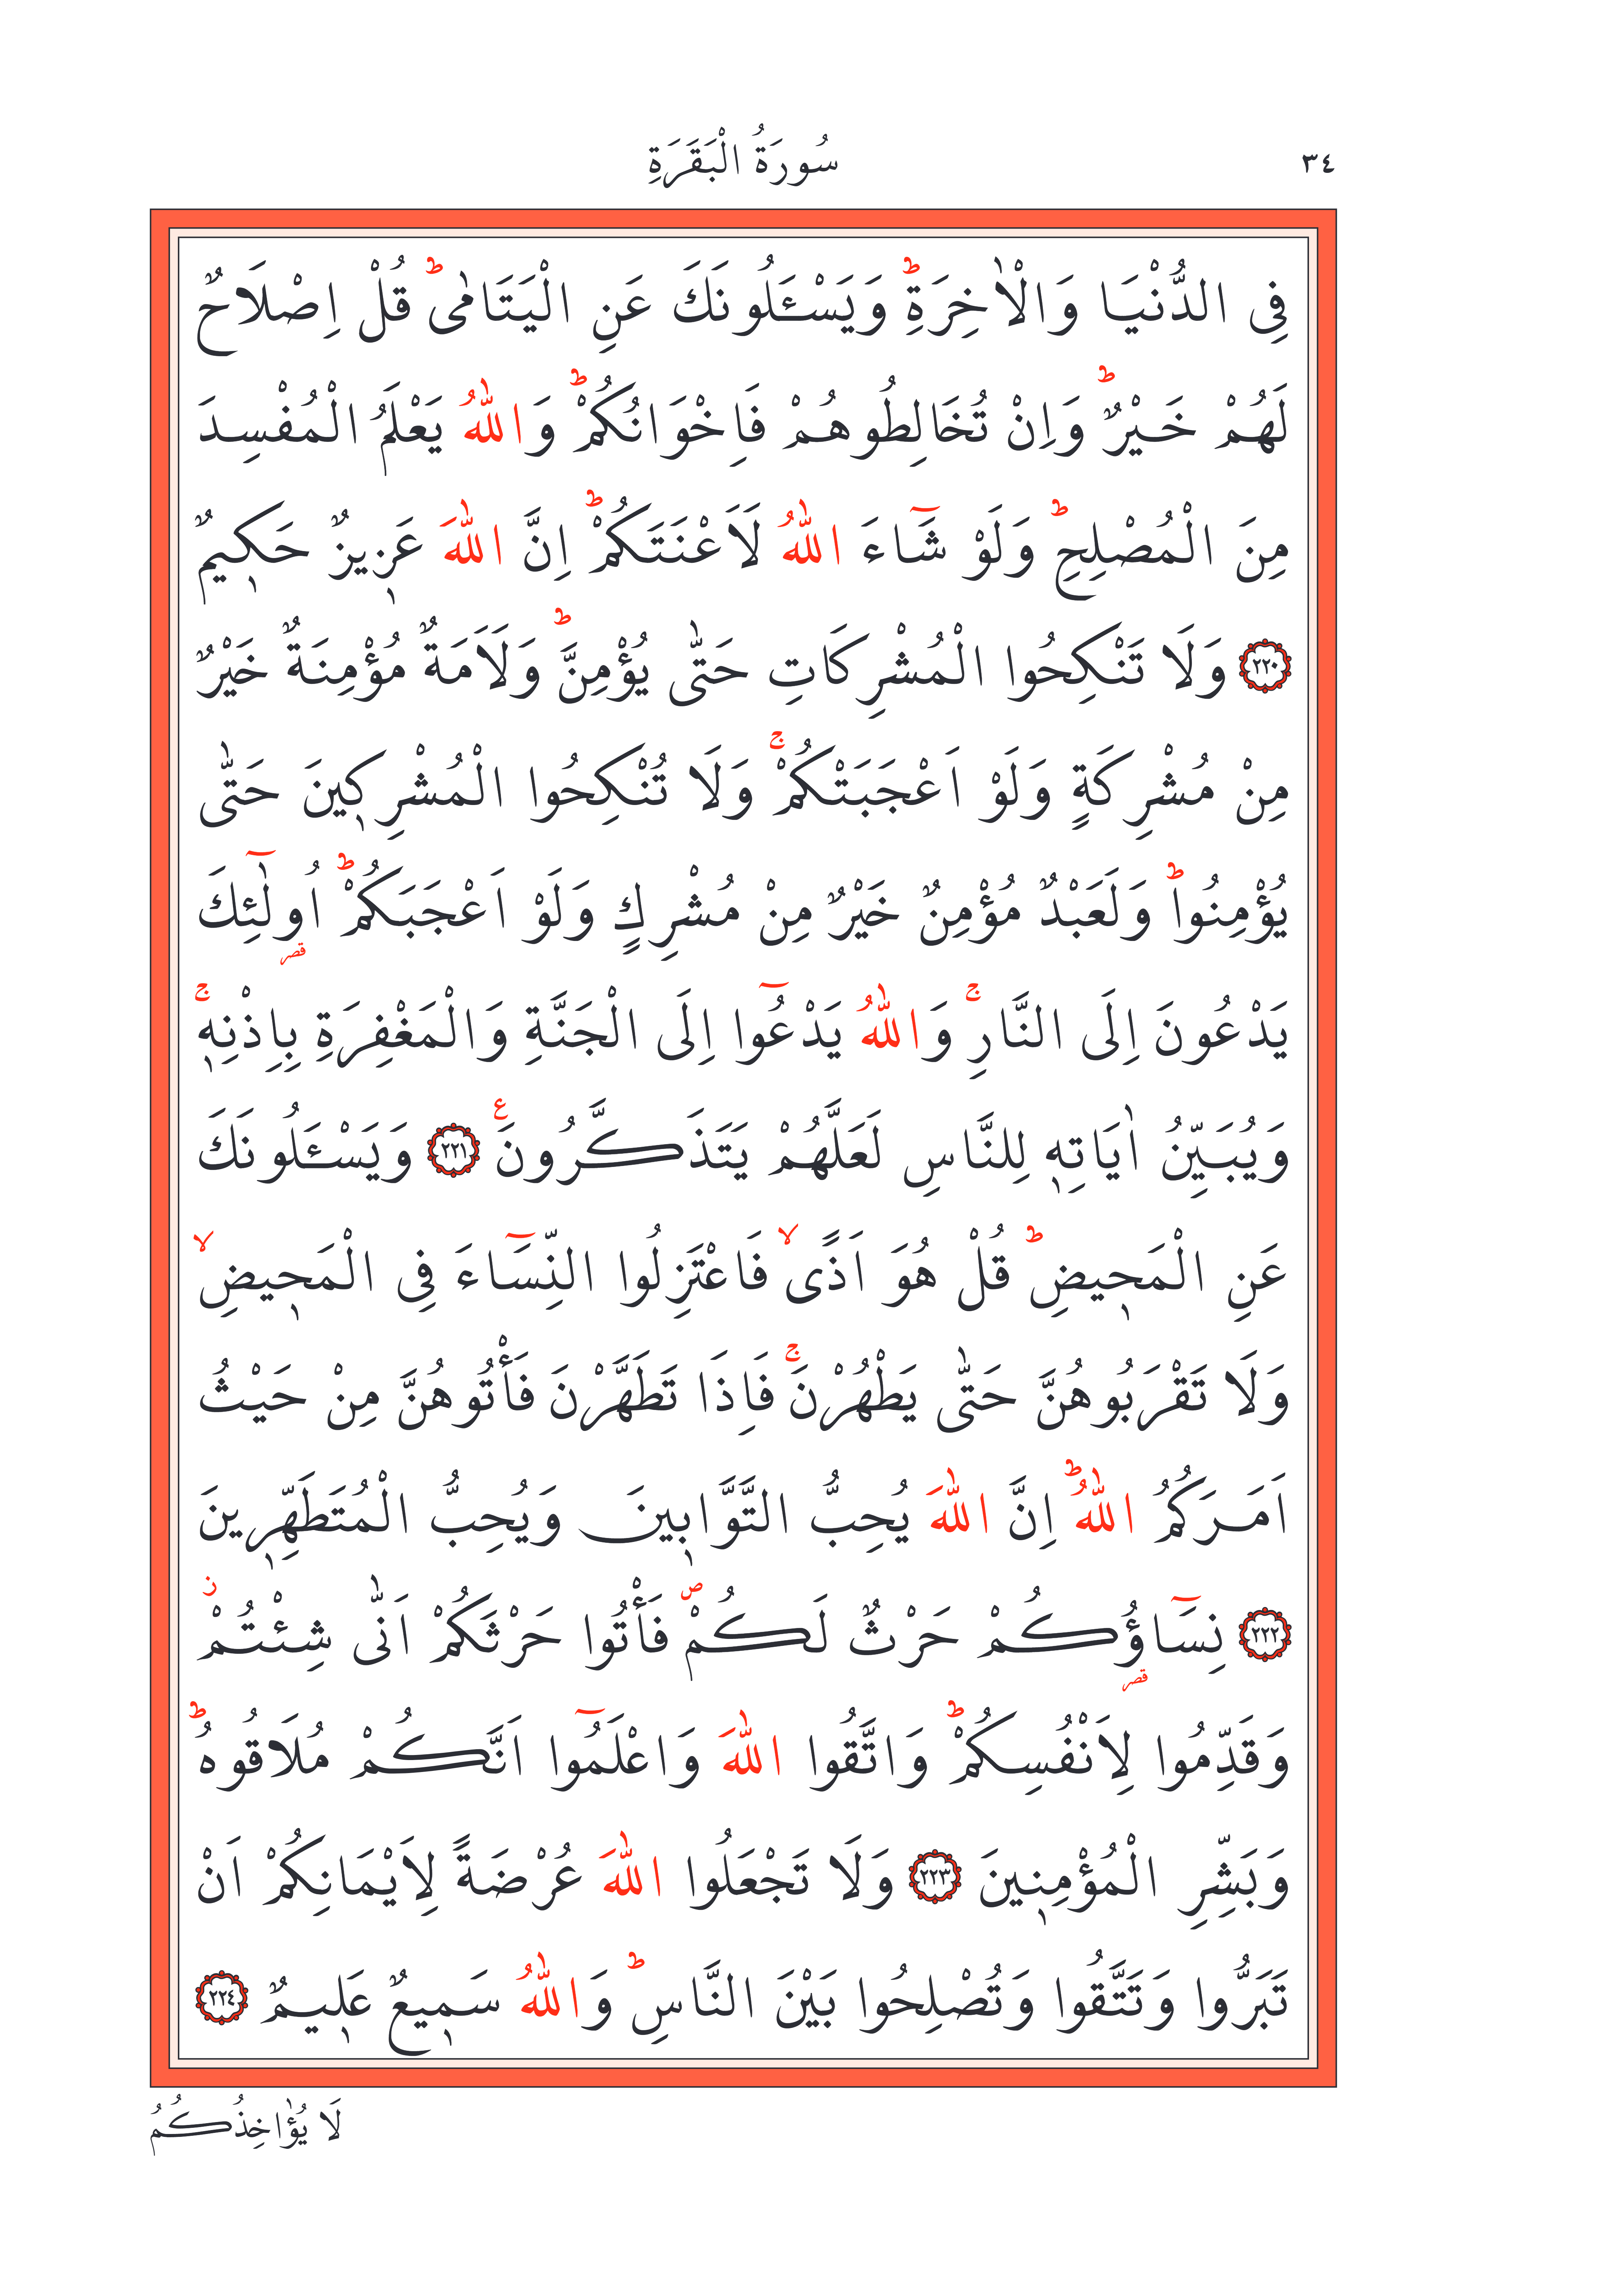 ٣٤
سُورَةُ الْبَقَرَةِ
فِى الدُّنْيَا وَالْاٰخِرَةِۜ وَيَسْـَٔلُونَكَ عَنِ الْيَتَامٰىۜ قُلْ اِصْلَاحٌ
لَهُمْ خَيْرٌؕ وَاِنْ تُخَالِطُوهُمْ فَاِخْوَانُكُمْؕ وَاللّٰهُ يَعْلَمُ الْمُفْسِدَ
مِنَ الْمُصْلِحِؕ وَلَوْ شَٓاءَ اللّٰهُ لَاَعْنَتَكُمْؕ اِنَّ اللّٰهَ عَزٖيزٌ حَكٖيمٌ
﴿٢٢٠﴾ وَلَا تَنْكِحُوا الْمُشْرِكَاتِ حَتّٰى يُؤْمِنَّؕ وَلَاَمَةٌ مُؤْمِنَةٌ خَيْرٌ
مِنْ مُشْرِكَةٍ وَلَوْ اَعْجَبَتْكُمْۚ وَلَا تُنْكِحُوا الْمُشْرِكٖينَ حَتّٰى
يُؤْمِنُواؕ وَلَعَبْدٌ مُؤْمِنٌ خَيْرٌ مِنْ مُشْرِكٍ وَلَوْ اَعْجَبَكُمْؕ اُولٰٓئِكَ
قصر
يَدْعُونَ اِلَى النَّارِۚ وَاللّٰهُ يَدْعُٓوا اِلَى الْجَنَّةِ وَالْمَغْفِرَةِ بِاِذْنِهٖۚ
وَيُبَيِّنُ اٰيَاتِهٖ لِلنَّاسِ لَعَلَّهُمْ يَتَذَكَّرُونَ ع ﴿٢٢١﴾ وَيَسْـَٔلُونَكَ
عَنِ الْمَحٖيضِؕ قُلْ هُوَ اَذًىۙ فَاعْتَزِلُوا النِّسَٓاءَ فِى الْمَحٖيضِۙ
وَلَا تَقْرَبُوهُنَّ حَتّٰى يَطْهُرْنَۚ فَاِذَا تَطَهَّرْنَ فَأْتُوهُنَّ مِنْ حَيْثُ
اَمَرَكُمُ اللّٰهُؕ اِنَّ اللّٰهَ يُحِبُّ التَّوَّابٖينَ وَيُحِبُّ الْمُتَطَهِّرٖينَ
﴿٢٢٢﴾ نِسَٓاؤُكُمْ حَرْثٌ لَكُمْ ص فَأْتُوا حَرْثَكُمْ اَنّٰى شِئْتُمْ ز
قصر
وَقَدِّمُوا لِاَنْفُسِكُمْؕ وَاتَّقُوا اللّٰهَ وَاعْلَمُٓوا اَنَّكُمْ مُلَاقُوهُؕ
وَبَشِّرِ الْمُؤْمِنٖينَ ﴿٢٢٣﴾ وَلَا تَجْعَلُوا اللّٰهَ عُرْضَةً لِاَيْمَانِكُمْ اَنْ
تَبَرُّوا وَتَتَّقُوا وَتُصْلِحُوا بَيْنَ النَّاسِؕ وَاللّٰهُ سَمٖيعٌ عَلٖيمٌ ﴿٢٢٤﴾
لَا يُؤٰاخِذُكُمُ